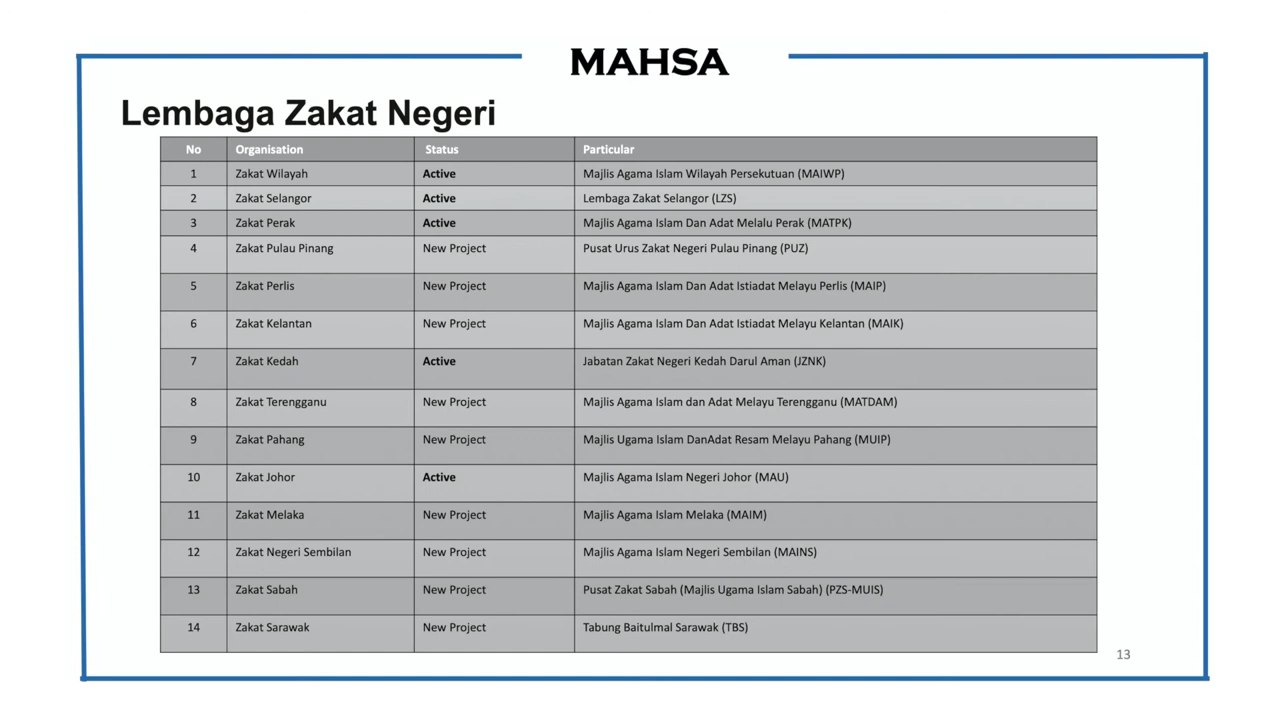 MAHSA
Lembaga Zakat Negeri
No Organisation Status Particular
1 Zakat Wilayah Active Majlis Agama Islam Wilayah Persekutuan (MAIWP)
2 Zakat Selangor Active Lembaga Zakat Selangor (LZS)
3 Zakat Perak Active Majlis Agama Islam Dan Adat Melalu Perak (MATPK)
4 Zakat Pulau Pinang New Project Pusat Urus Zakat Negeri Pulau Pinang (PUZ)
5 Zakat Perlis New Project Majlis Agama Islam Dan Adat Istiadat Melayu Perlis (MAIP)
6 Zakat Kelantan New Project Majlis Agama Islam Dan Adat Istiadat Melayu Kelantan (MAIK)
7 Zakat Kedah Active Jabatan Zakat Negeri Kedah Darul Aman (JZNK)
8 Zakat Terengganu New Project Majlis Agama Islam dan Adat Melayu Terengganu (MATDAM)
9 Zakat Pahang New Project Majlis Ugama Islam DanAdat Resam Melayu Pahang (MUIP)
10 Zakat Johor Active Majlis Agama Islam Negeri Johor (MAU)
11 Zakat Melaka New Project Majlis Agama Islam Melaka (MAIM)
12 Zakat Negeri Sembilan New Project Majlis Agama Islam Negeri Sembilan (MAINS)
13 Zakat Sabah New Project Pusat Zakat Sabah (Majlis Ugama Islam Sabah) (PZS-MUIS)
14 Zakat Sarawak New Project Tabung Baitulmal Sarawak (TBS)
13